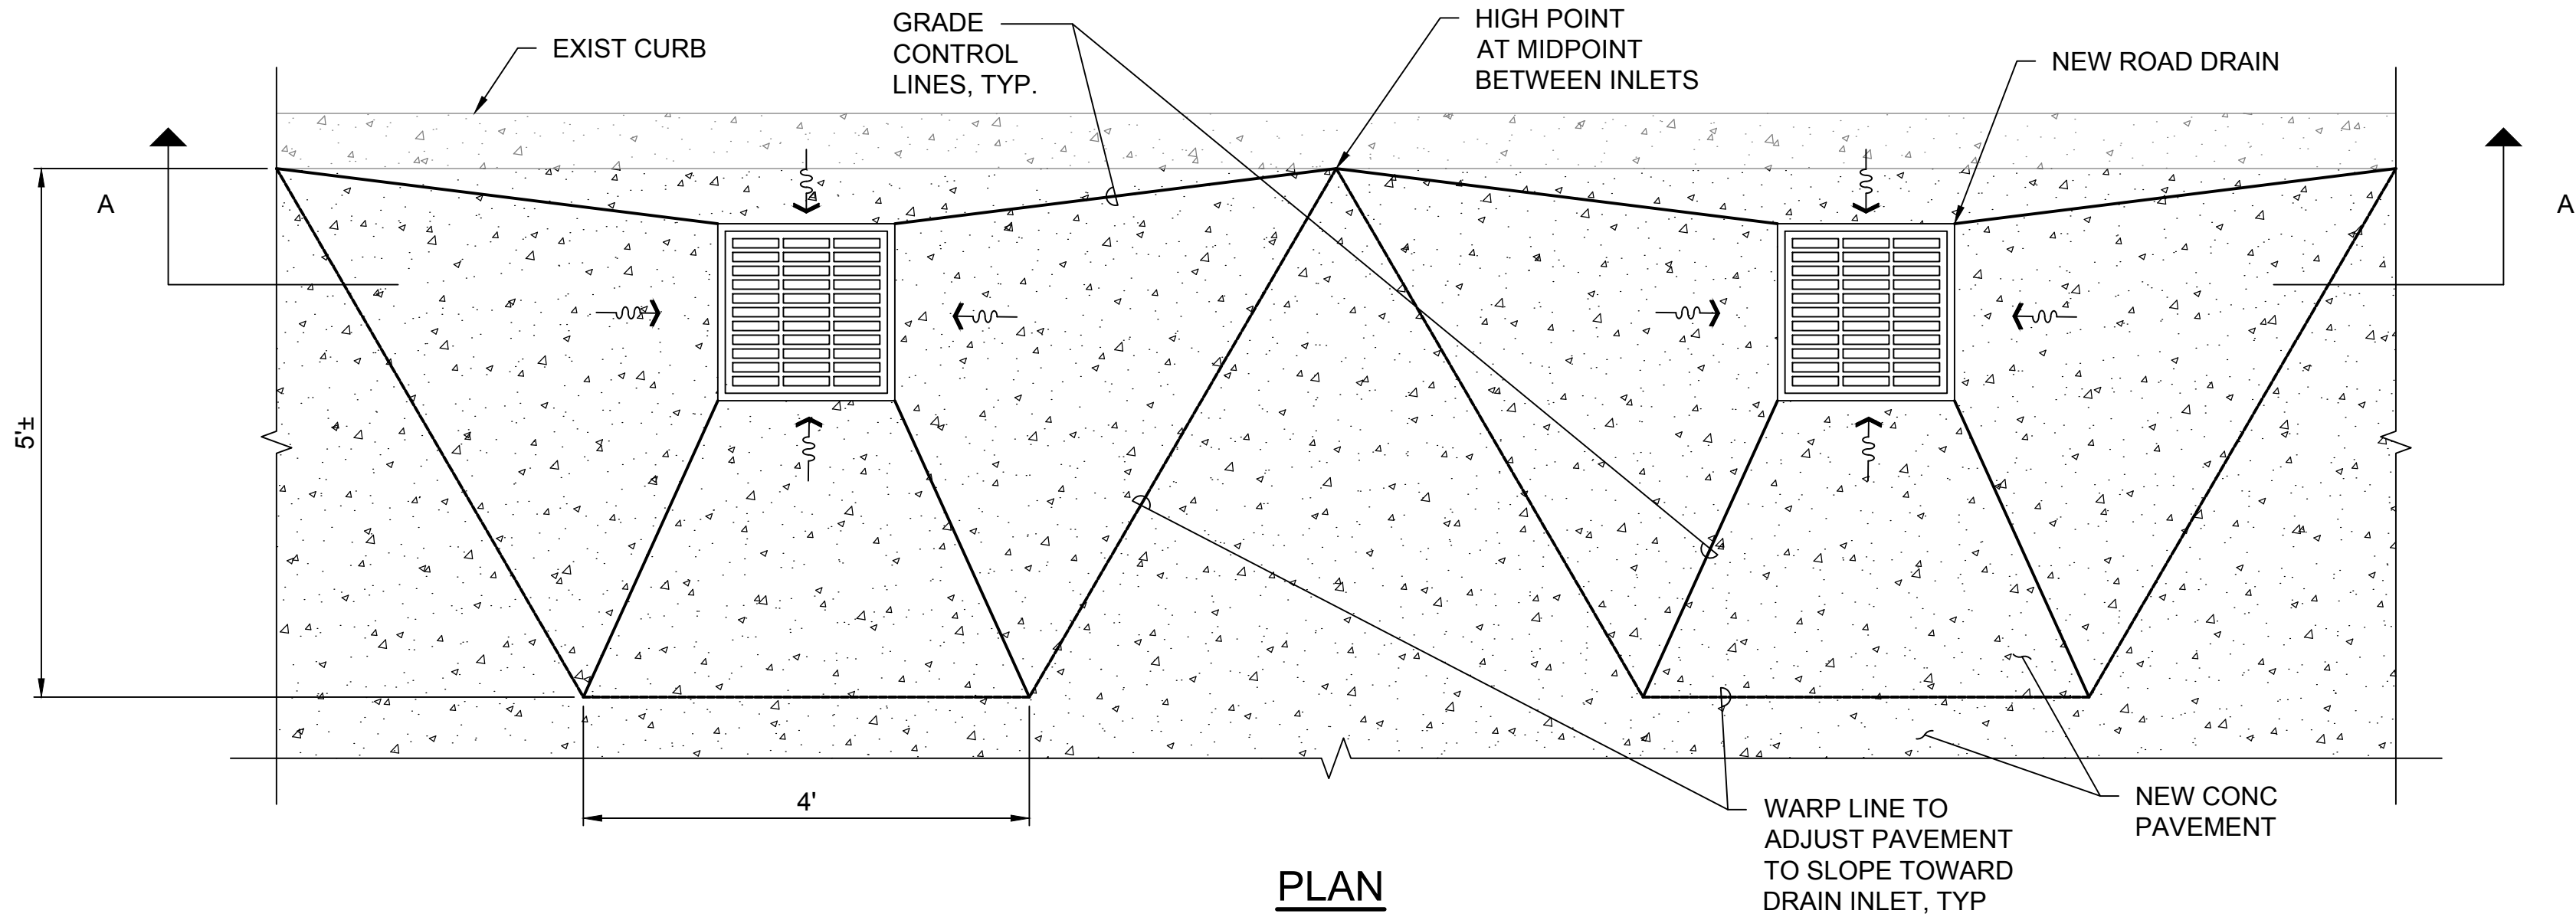 GRADE
CONTROL
LINES, TYP.
HIGH POINT
AT MIDPOINT
BETWEEN INLETS
EXIST CURB
NEW ROAD DRAIN
A
A
5'±
4'
WARP LINE TO
ADJUST PAVEMENT
TO SLOPE TOWARD
DRAIN INLET, TYP
NEW CONC
PAVEMENT
PLAN